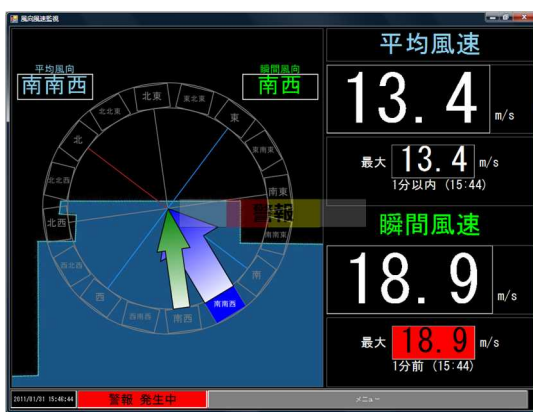 風向風速監視
平均風向
南南西
瞬間風向
南西
北東
東北東
東
東南東
南東
南南東
南
南南西
南西
西南西
西
西北西
北西
北北西
北
北北東
警報
平均風速
13.4 m/s
最大 13.4 m/s
1分以内 (15:44)
瞬間風速
18.9 m/s
最大 18.9 m/s
1分前 (15:44)
2011/01/31 15:46:44
警報 発生中
メニュー